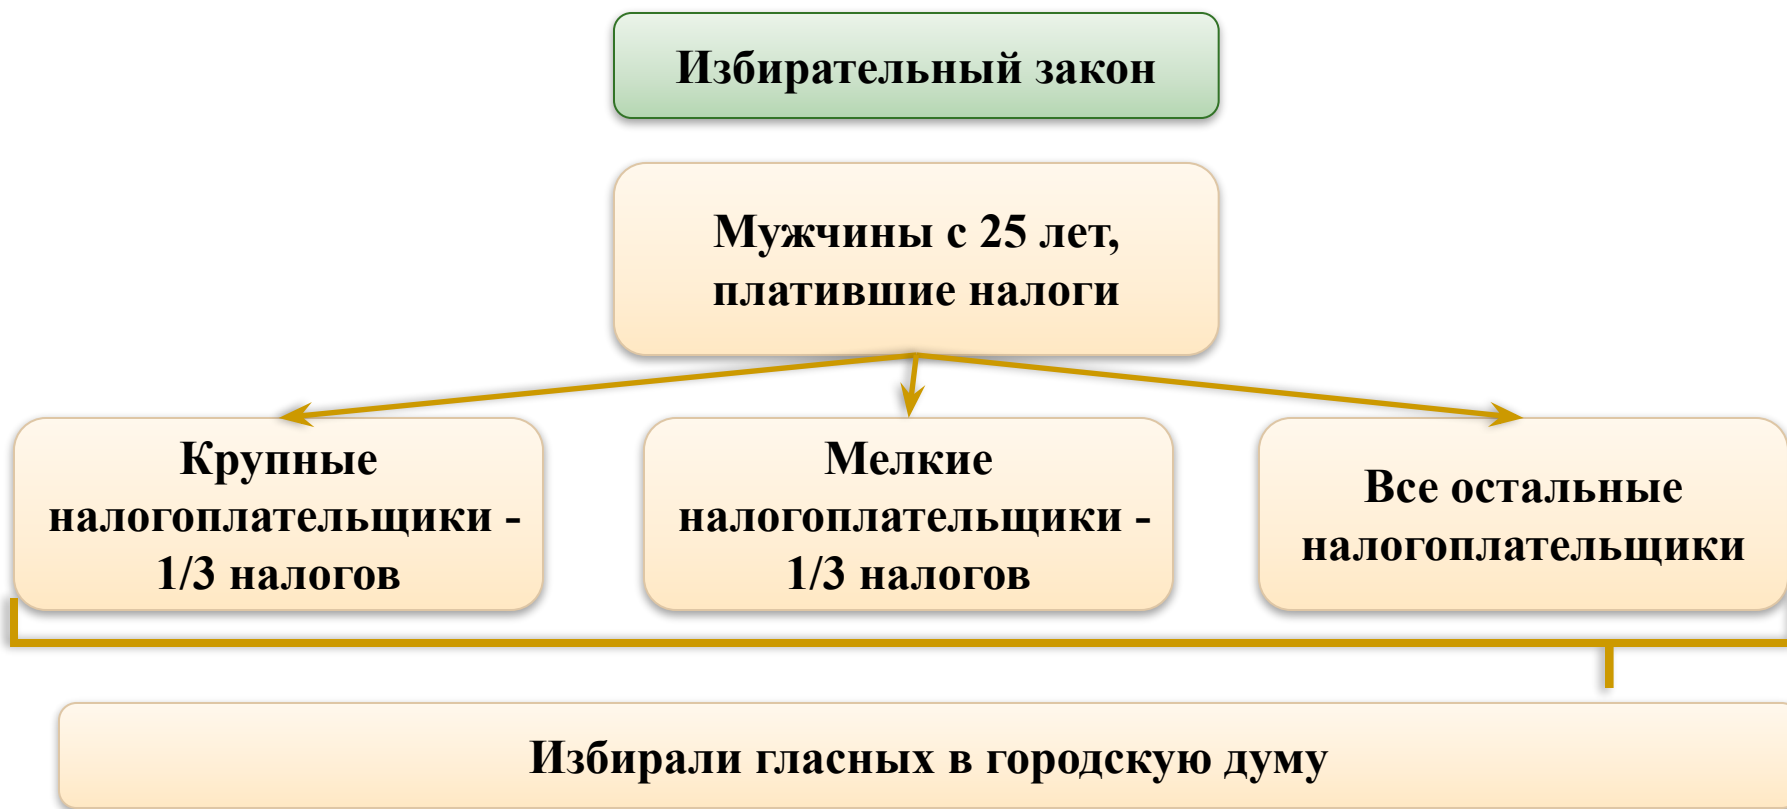 Избирательный закон
Мужчины с 25 лет,
платившие налоги
Крупные
налогоплательщики -
1/3 налогов
Мелкие
налогоплательщики -
1/3 налогов
Все остальные
налогоплательщики
Избирали гласных в городскую думу